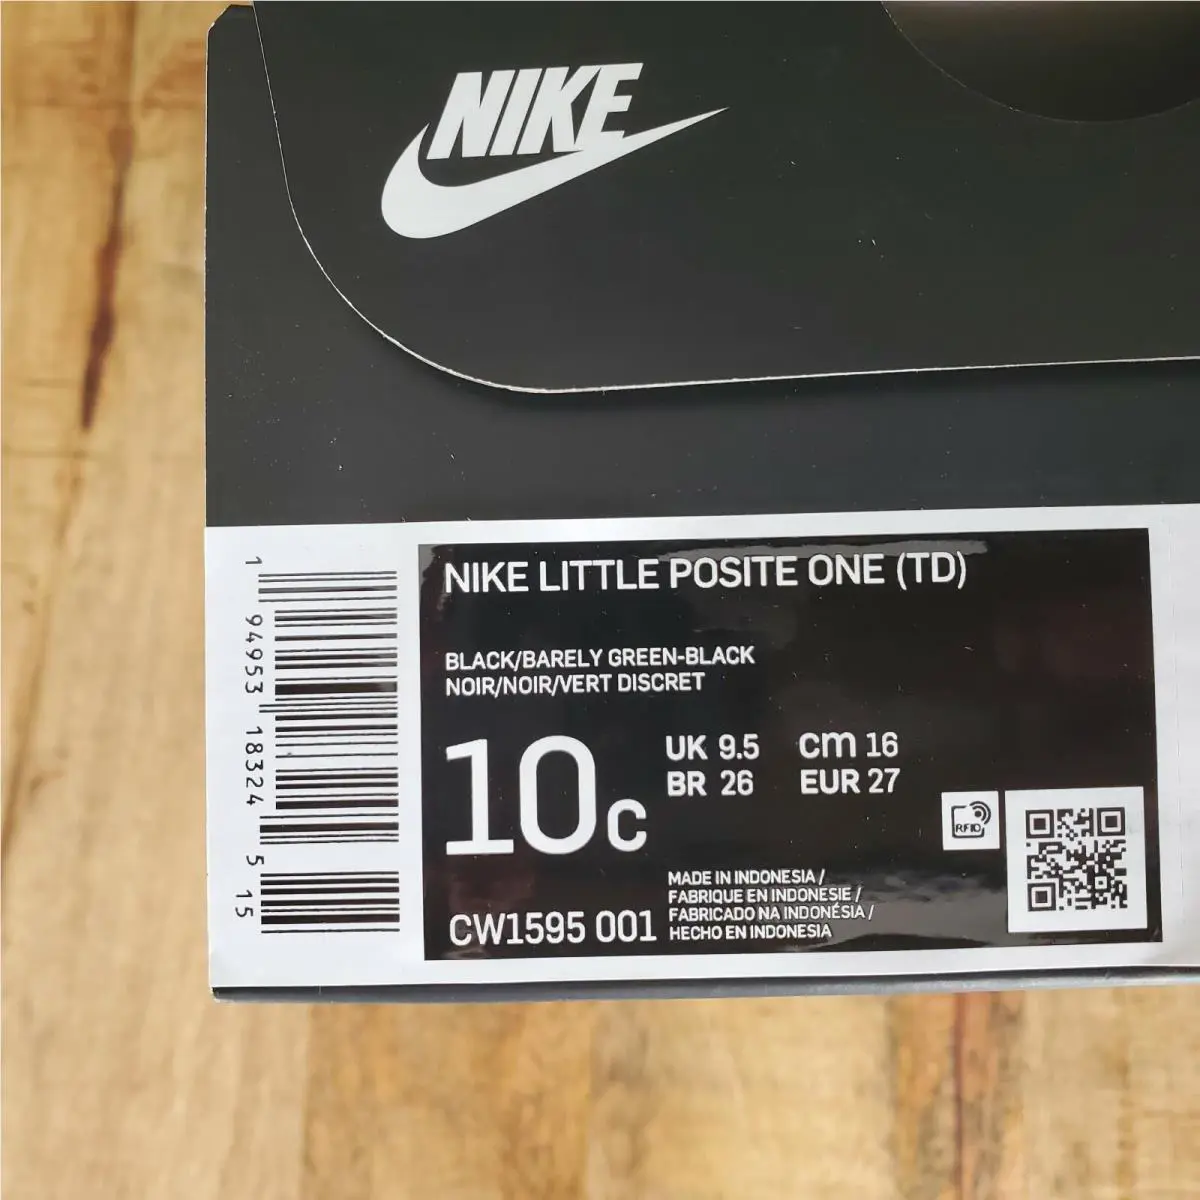 NIKE
NIKE LITTLE POSITE ONE (TD)
BLACK/BARELY GREEN-BLACK
NOIR/NOIR/VERT DISCRET
10C
UK 9.5 cm 16
BR 26 EUR 27
RFID
MADE IN INDONESIA /
FABRIQUE EN INDONESIE /
FABRICADO NA INDONÉSIA /
HECHO EN INDONESIA
CW1595 001
1 94953 18324 5 15